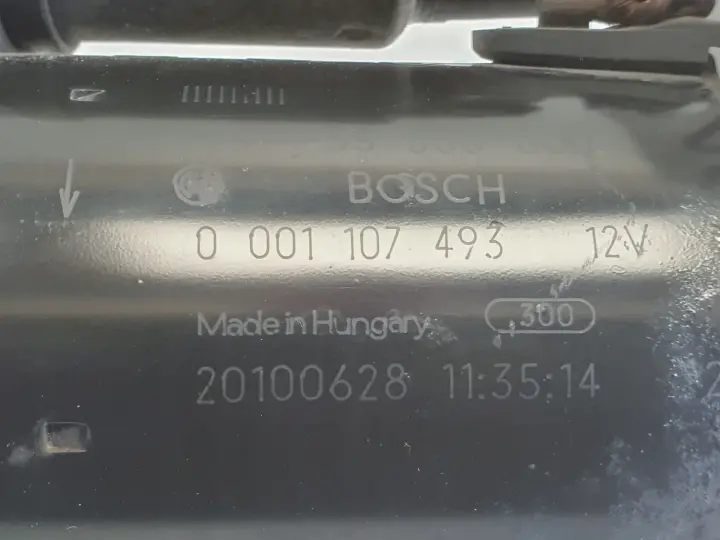 BOSCH
0 001 107 493 12V
Made in Hungary 300
20100628 11:35:14